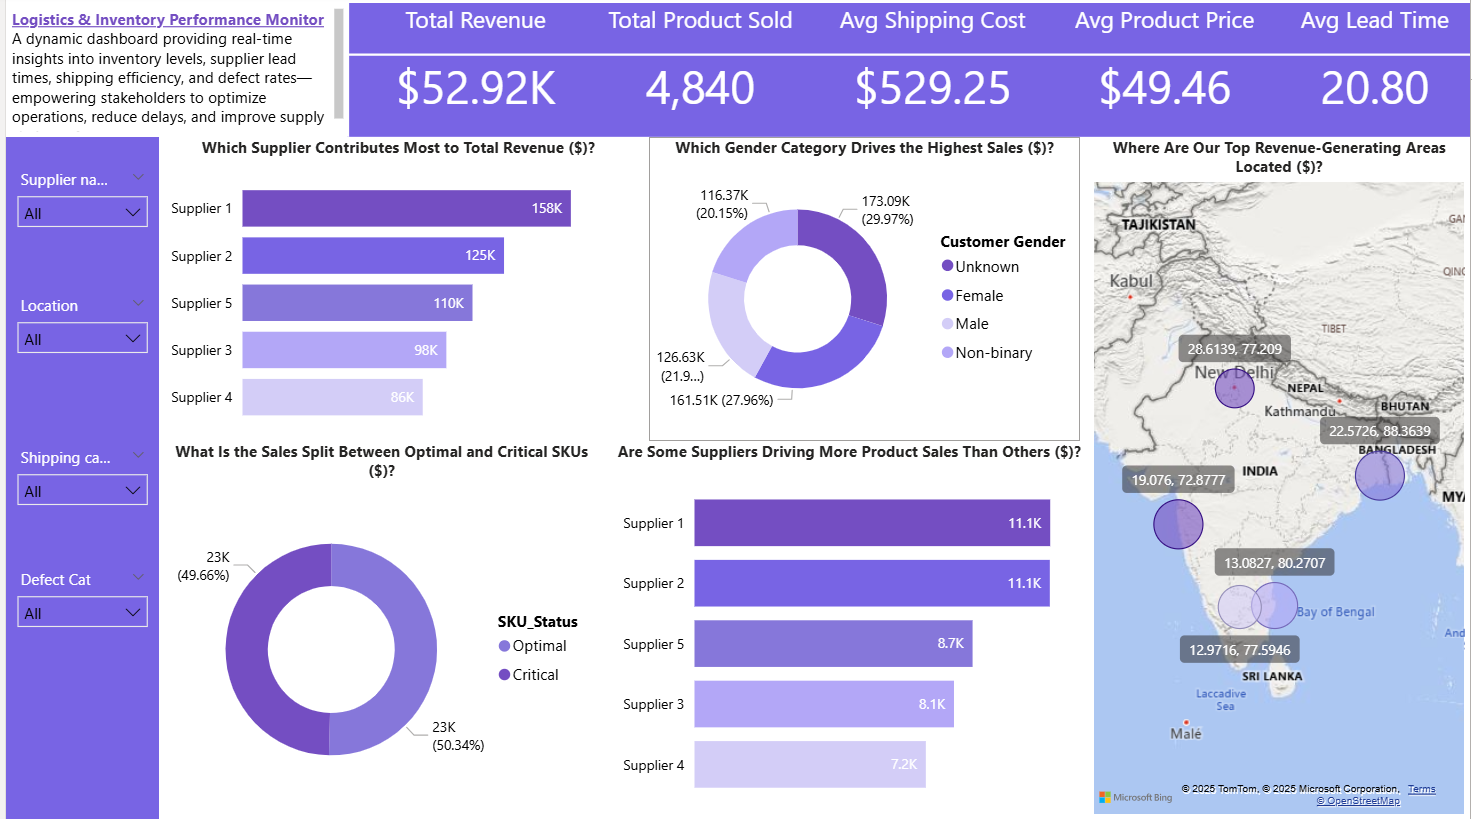 Logistics & Inventory Performance Monitor
A dynamic dashboard providing real-time
insights into inventory levels, supplier lead
times, shipping efficiency, and defect rates—
empowering stakeholders to optimize
operations, reduce delays, and improve supply
Total Revenue
Total Product Sold
Avg Shipping Cost
Avg Product Price
Avg Lead Time
$52.92K
4,840
$529.25
$49.46
20.80
Supplier na...
All
Location
All
Shipping ca...
All
Defect Cat
All
Which Supplier Contributes Most to Total Revenue ($)?
Supplier 1
158K
Supplier 2
125K
Supplier 5
110K
Supplier 3
98K
Supplier 4
86K
Which Gender Category Drives the Highest Sales ($)?
116.37K
(20.15%)
173.09K
(29.97%)
126.63K
(21.9...)
161.51K (27.96%)
Customer Gender
Unknown
Female
Male
Non-binary
Where Are Our Top Revenue-Generating Areas
Located ($)?
TAJIKISTAN
GAN
Kabul
QING
TIBET
28.6139, 77.209
New Delhi
NEPAL
Kathmandu
BHUTAN
22.5726, 88.3639
BANGLADESH
INDIA
19.076, 72.8777
MYA
13.0827, 80.2707
Bay of Bengal
And
12.9716, 77.5946
SRI LANKA
Laccadive
Sea
Malé
Microsoft Bing
© 2025 TomTom, © 2025 Microsoft Corporation, Terms
© OpenStreetMap
What Is the Sales Split Between Optimal and Critical SKUs
($)?
23K
(49.66%)
23K
(50.34%)
SKU_Status
Optimal
Critical
Are Some Suppliers Driving More Product Sales Than Others ($)?
Supplier 1
11.1K
Supplier 2
11.1K
Supplier 5
8.7K
Supplier 3
8.1K
Supplier 4
7.2K